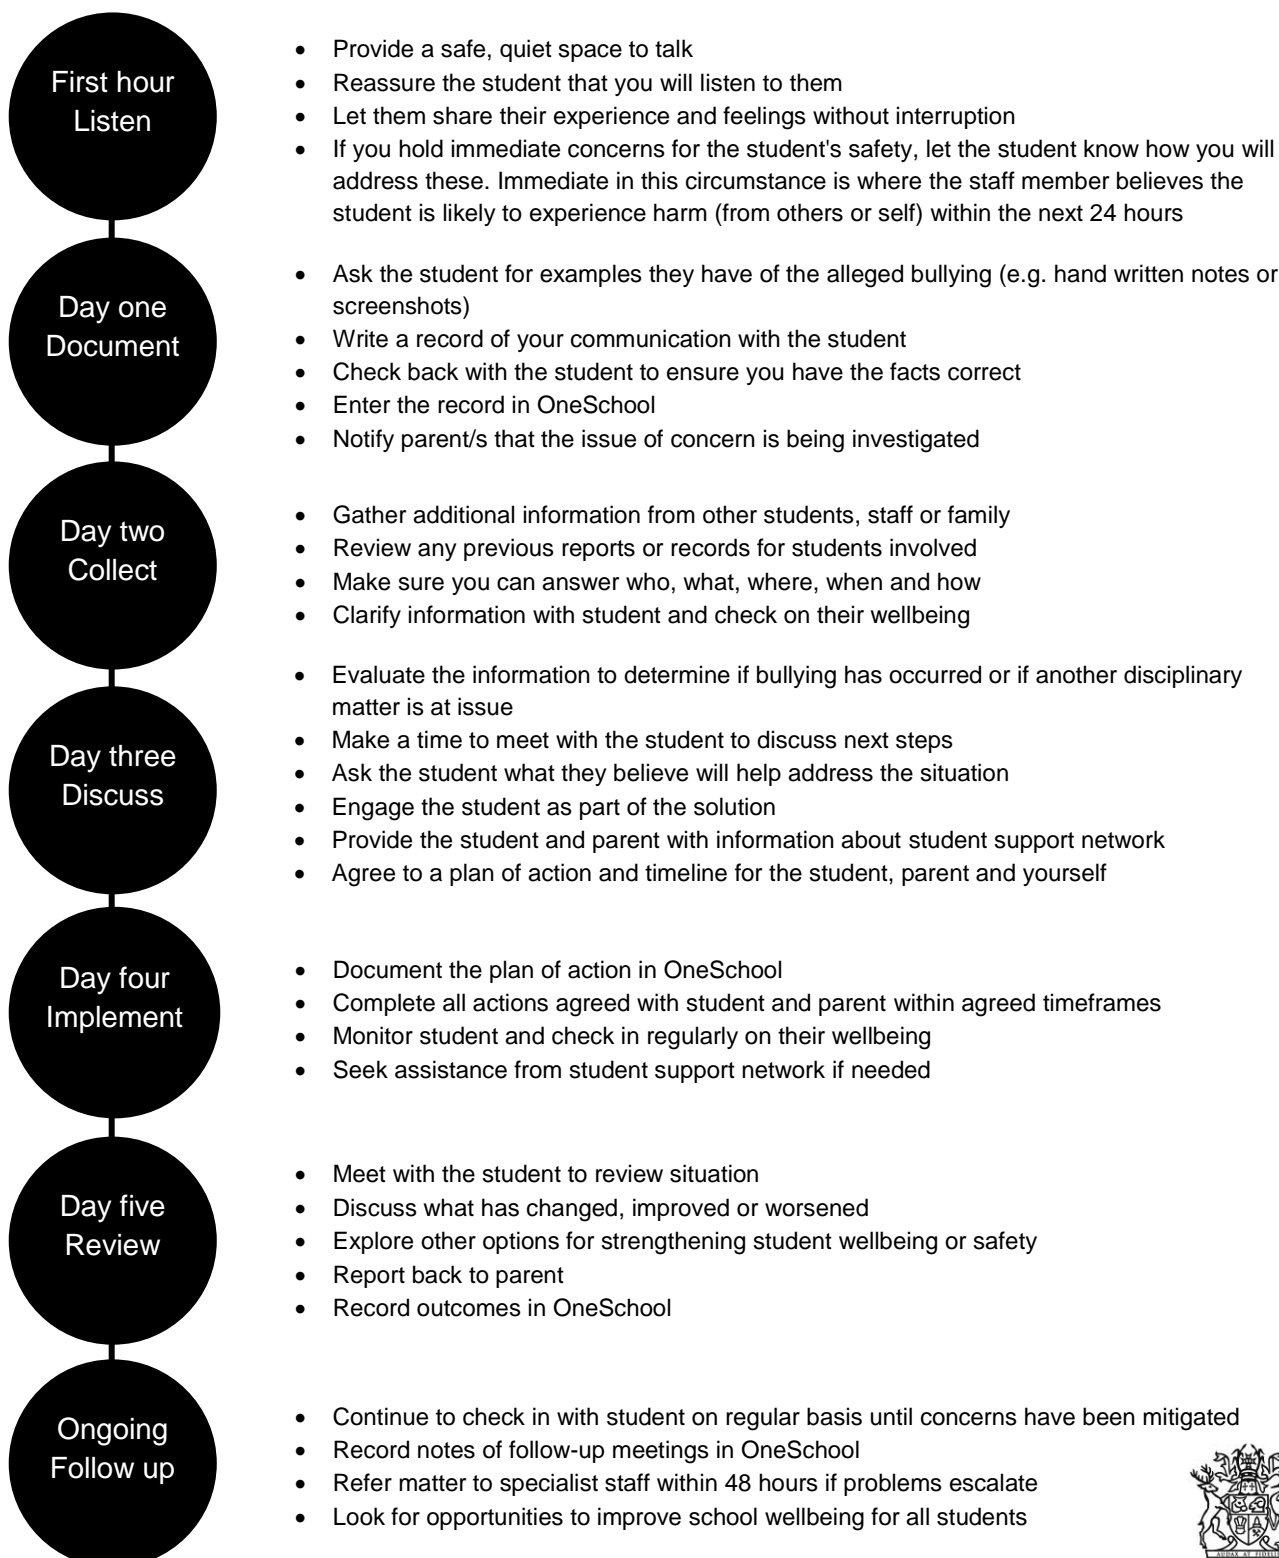 First hour
Listen
• Provide a safe, quiet space to talk
• Reassure the student that you will listen to them
• Let them share their experience and feelings without interruption
• If you hold immediate concerns for the student's safety, let the student know how you will
address these. Immediate in this circumstance is where the staff member believes the
student is likely to experience harm (from others or self) within the next 24 hours
Day one
Document
• Ask the student for examples they have of the alleged bullying (e.g. hand written notes or
screenshots)
• Write a record of your communication with the student
• Check back with the student to ensure you have the facts correct
• Enter the record in OneSchool
• Notify parent/s that the issue of concern is being investigated
Day two
Collect
• Gather additional information from other students, staff or family
• Review any previous reports or records for students involved
• Make sure you can answer who, what, where, when and how
• Clarify information with student and check on their wellbeing
Day three
Discuss
• Evaluate the information to determine if bullying has occurred or if another disciplinary
matter is at issue
• Make a time to meet with the student to discuss next steps
• Ask the student what they believe will help address the situation
• Engage the student as part of the solution
• Provide the student and parent with information about student support network
• Agree to a plan of action and timeline for the student, parent and yourself
Day four
Implement
• Document the plan of action in OneSchool
• Complete all actions agreed with student and parent within agreed timeframes
• Monitor student and check in regularly on their wellbeing
• Seek assistance from student support network if needed
Day five
Review
• Meet with the student to review situation
• Discuss what has changed, improved or worsened
• Explore other options for strengthening student wellbeing or safety
• Report back to parent
• Record outcomes in OneSchool
Ongoing
Follow up
• Continue to check in with student on regular basis until concerns have been mitigated
• Record notes of follow-up meetings in OneSchool
• Refer matter to specialist staff within 48 hours if problems escalate
• Look for opportunities to improve school wellbeing for all students
AUDAX AT